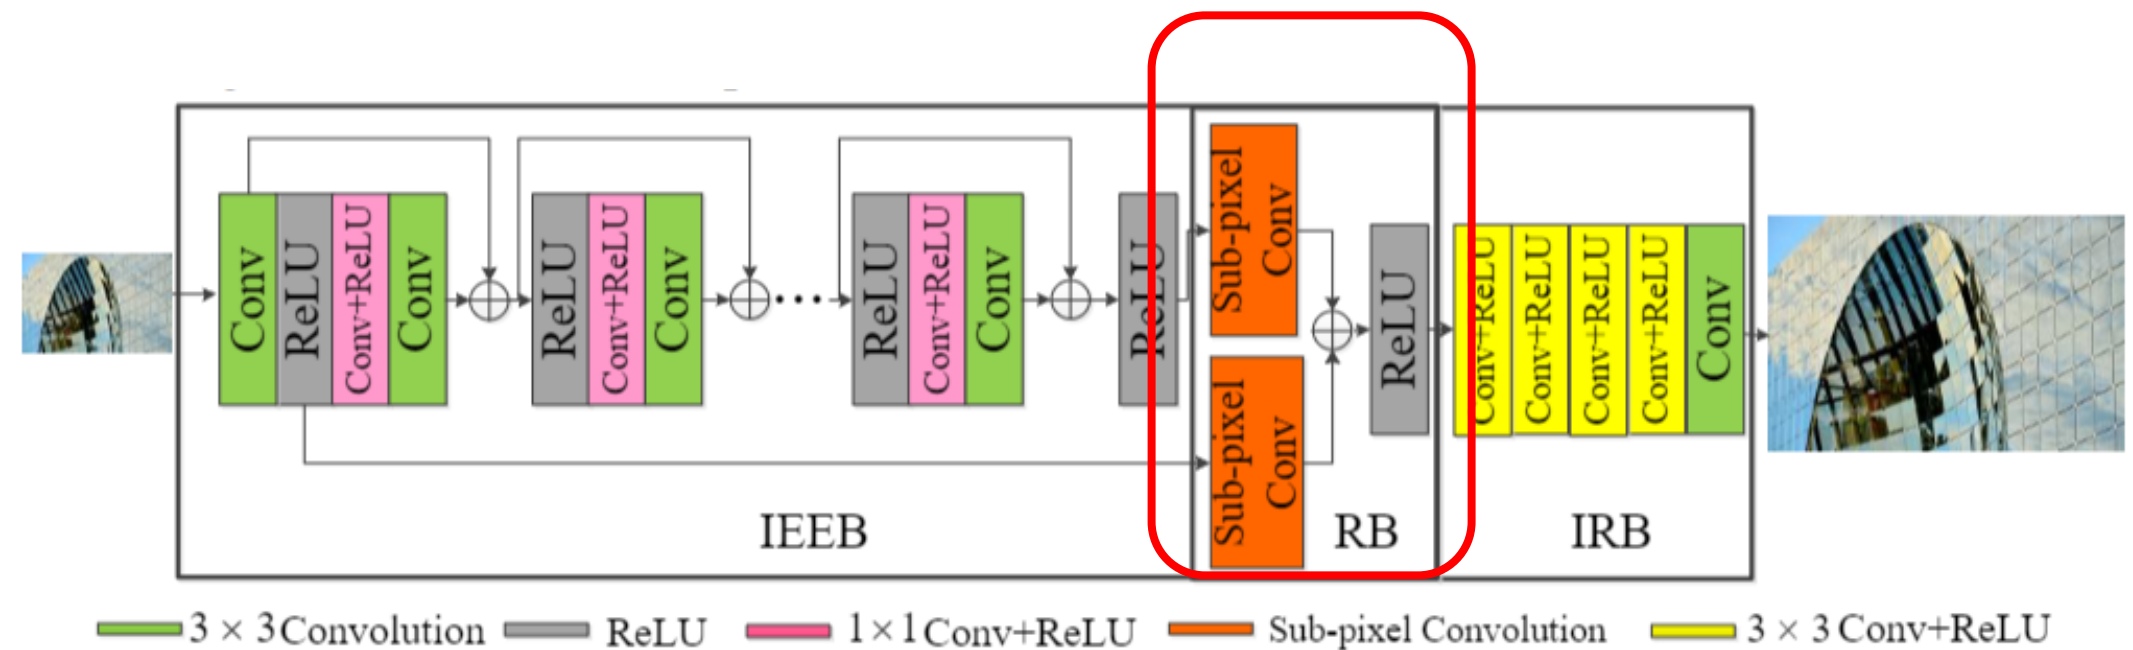 Conv
ReLU
Conv+ReLU
Conv
ReLU
Conv+ReLU
Conv
ReLU
Conv+ReLU
Conv
ReLU
Sub-pixel
Conv
Sub-pixel
Conv
ReLU
Conv+ReLU
Conv+ReLU
Conv+ReLU
Conv+ReLU
Conv
IEEB
RB
IRB
3 × 3 Convolution
ReLU
1×1 Conv+ReLU
Sub-pixel Convolution
3 × 3 Conv+ReLU